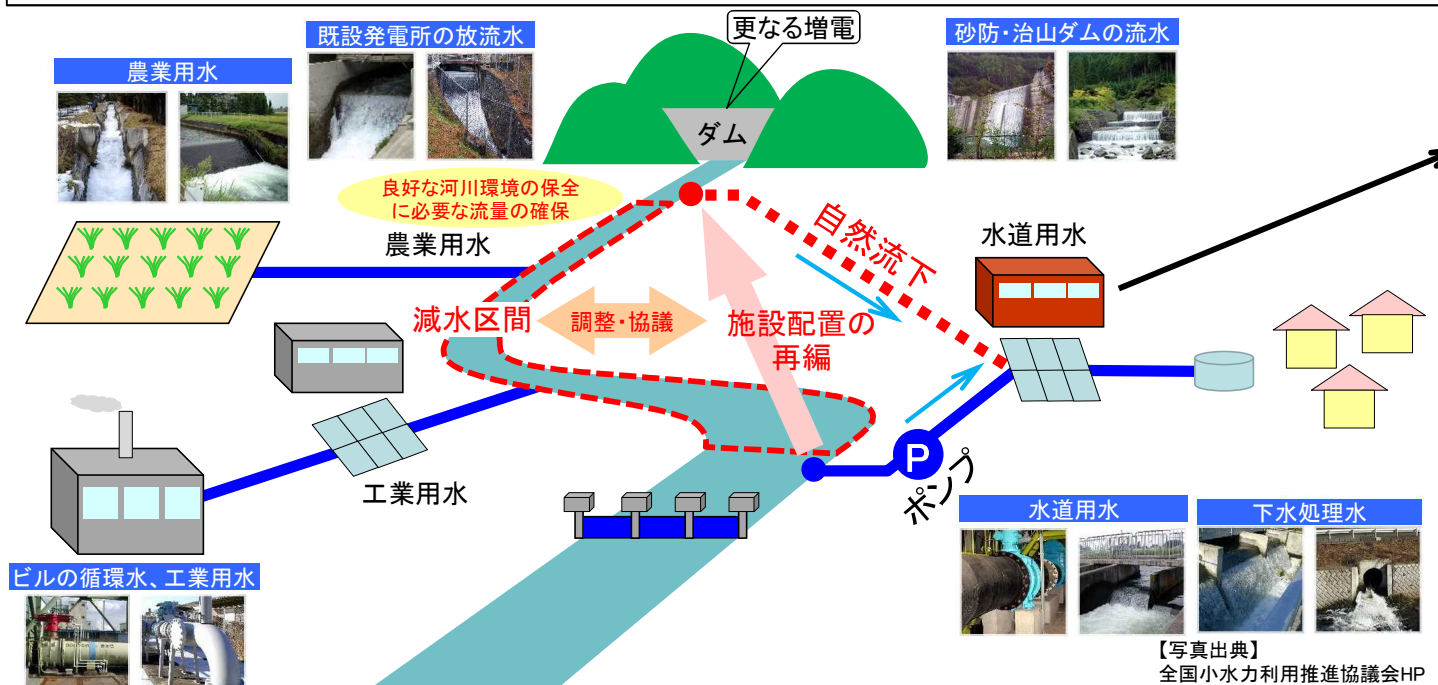 更なる増電
既設発電所の放流水
砂防・治山ダムの流水
農業用水
ダム
良好な河川環境の保全
に必要な流量の確保
自然流下
水道用水
農業用水
減水区間
調整・協議
施設配置の
再編
P
ポンプ
工業用水
水道用水
下水処理水
ビルの循環水、工業用水
【写真出典】
全国小水力利用推進協議会HP